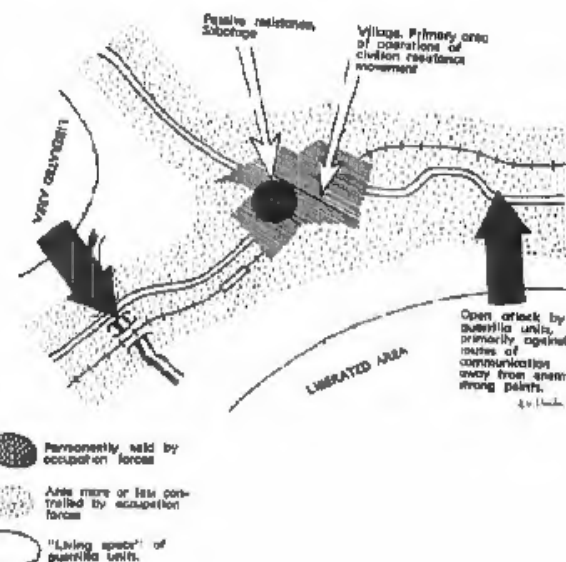 Passive resistance,
Sabotage
Village. Primary area
of operations of
civilian resistance
movement
LIBERATED AREA
Open attack by
guerrilla units,
primarily against
routes of
communication
away from enemy
strong points.
LIBERATED AREA
Permanently held by
occupation forces
Area more or less con-
trolled by occupation
forces
"Living space" of
guerrilla units.